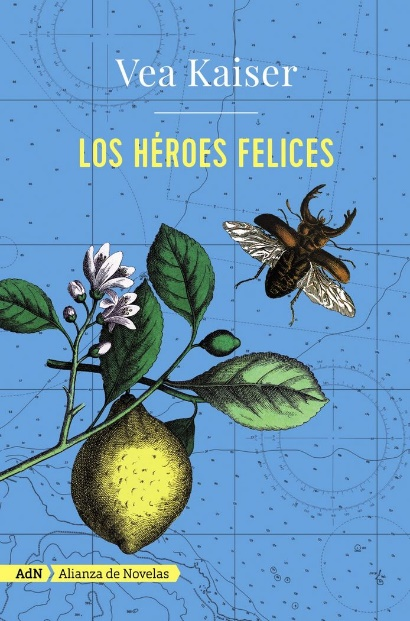 Vea Kaiser
LOS HÉROES FELICES
AdN Alianza de Novelas